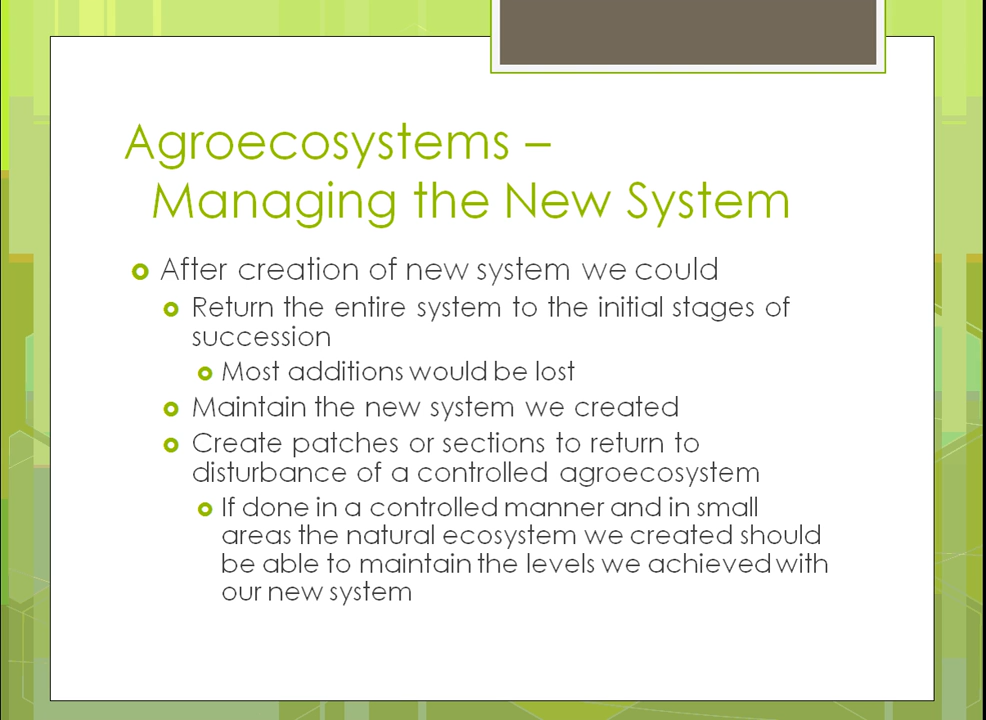 Agroecosystems –
Managing the New System
After creation of new system we could
Return the entire system to the initial stages of
succession
Most additions would be lost
Maintain the new system we created
Create patches or sections to return to
disturbance of a controlled agroecosystem
If done in a controlled manner and in small
areas the natural ecosystem we created should
be able to maintain the levels we achieved with
our new system